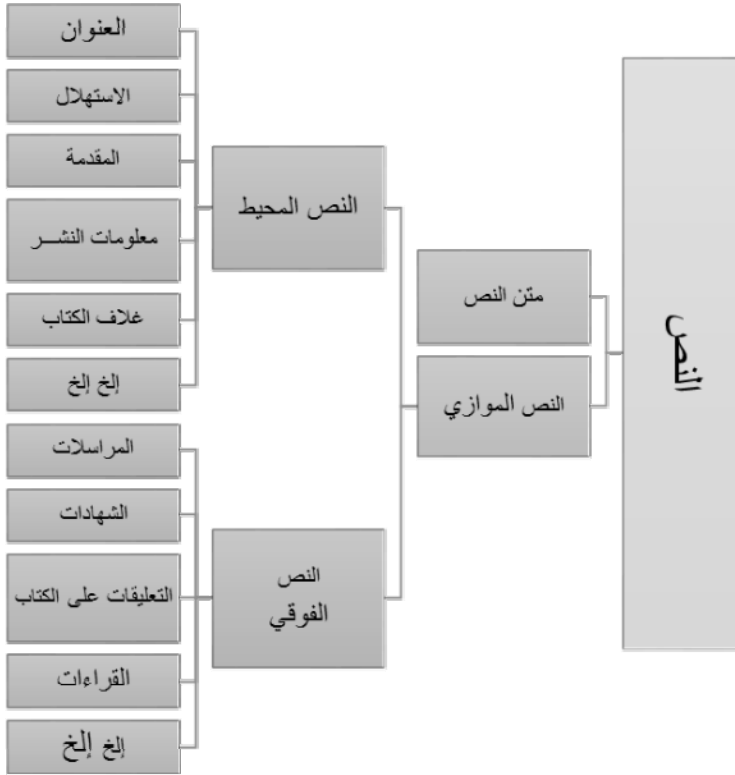 النص
متن النص
النص الموازي
النص المحيط
العنوان
الاستهلال
المقدمة
معلومات النشـــر
غلاف الكتاب
إلخ إلخ
النص
الفوقي
المراسلات
الشهادات
التعليقات على الكتاب
القراءات
إلخ إلخ